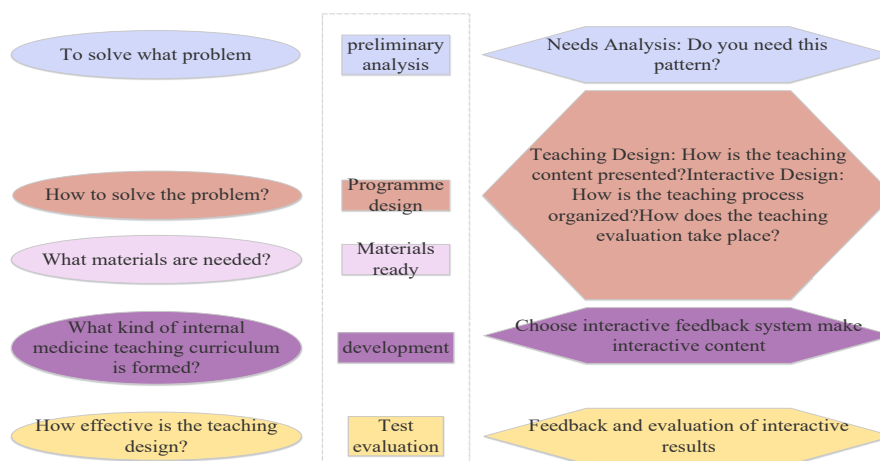 To solve what problem
preliminary
analysis
Needs Analysis: Do you need this
pattern?
How to solve the problem?
Programme
design
Teaching Design: How is the teaching
content presented?Interactive Design:
How is the teaching process
organized?How does the teaching
evaluation take place?
What materials are needed?
Materials
ready
What kind of internal
medicine teaching curriculum
is formed?
development
Choose interactive feedback system make
interactive content
How effective is the teaching
design?
Test
evaluation
Feedback and evaluation of interactive
results